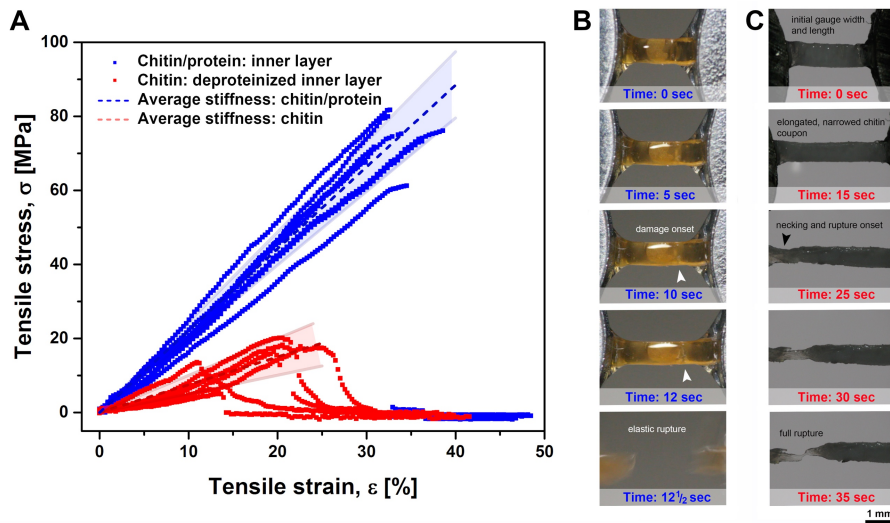 A
Tensile stress, σ [MPa]
100
80
60
40
20
0
Chitin/protein: inner layer
Chitin: deproteinized inner layer
Average stiffness: chitin/protein
Average stiffness: chitin
0
10
20
30
40
50
Tensile strain, ε [%]
B
Time: 0 sec
Time: 5 sec
damage onset
Time: 10 sec
Time: 12 sec
elastic rupture
Time: 12 1/2 sec
C
initial gauge width
and length
Time: 0 sec
elongated, narrowed chitin
coupon
Time: 15 sec
necking and rupture onset
Time: 25 sec
Time: 30 sec
full rupture
Time: 35 sec
1 mm